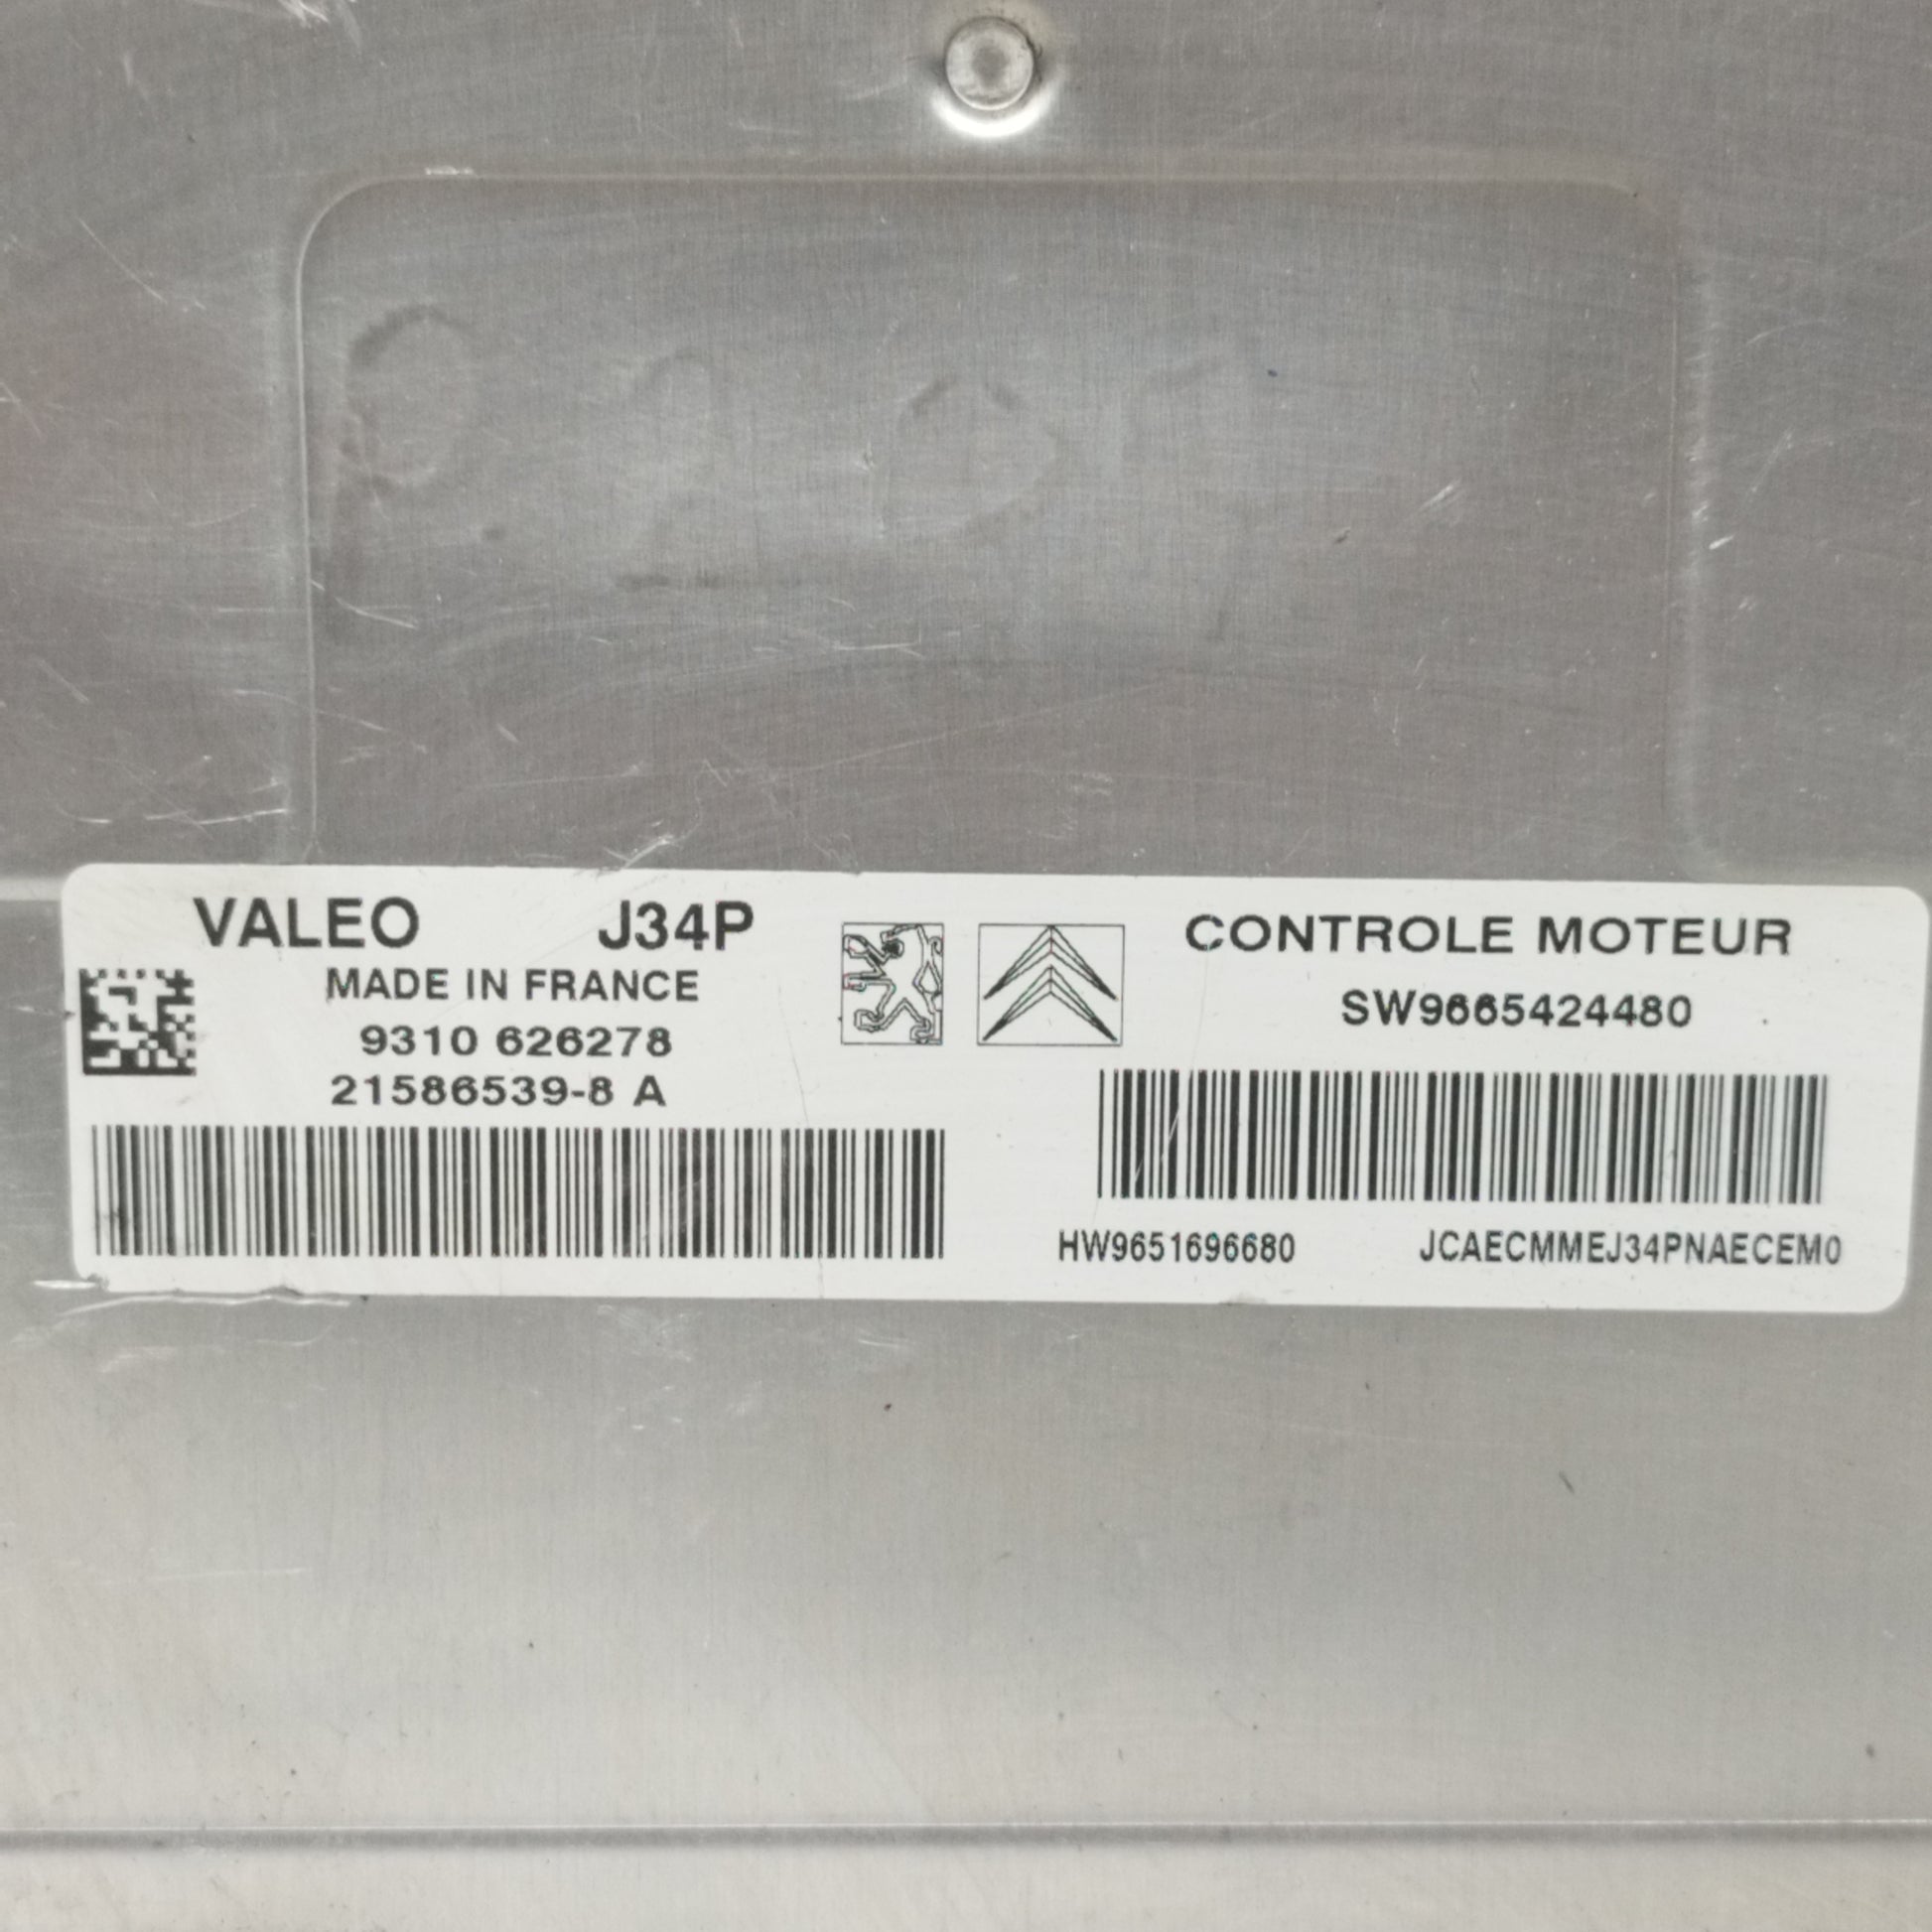 VALEO J34P
MADE IN FRANCE
9310 626278
21586539-8 A
CONTROLE MOTEUR
SW9665424480
HW9651696680 JCAECMMEJ34PNAECEM0